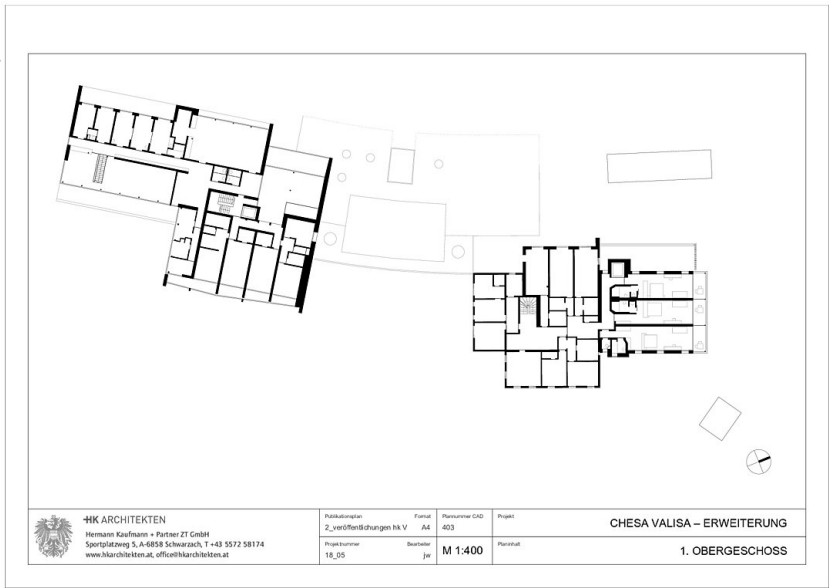 HK ARCHITEKTEN
Hermann Kaufmann + Partner ZT GmbH
Sportplatzweg 5, A-6858 Schwarzach, T +43 5572 58174
www.hkarchitekten.at, office@hkarchitekten.at
Publikationsplan Format
2_veröffentlichungen hk V A4
Projektnummer Bearbeiter
18_05 jw
Plannummer CAD
403
M 1:400
Projekt
CHESA VALISA – ERWEITERUNG
Planinhalt
1. OBERGESCHOSS